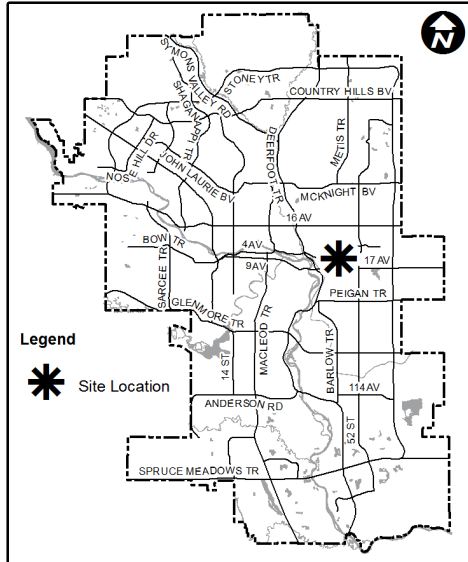 N
SYMONS VALLEY RD
STONEY TR
COUNTRY HILLS BV
SHAGANAPPI TR
METIS TR
DEERFOOT TR
NOSE HILL DR
JOHN LAURIE BV
MCKNIGHT BV
16 AV
BOW TR
4 AV
17 AV
9 AV
SARCEE TR
PEIGAN TR
GLENMORE TR
Legend
Site Location
14 ST
MACLEOD TR
BARLOW TR
114 AV
ANDERSON RD
52 ST
SPRUCE MEADOWS TR